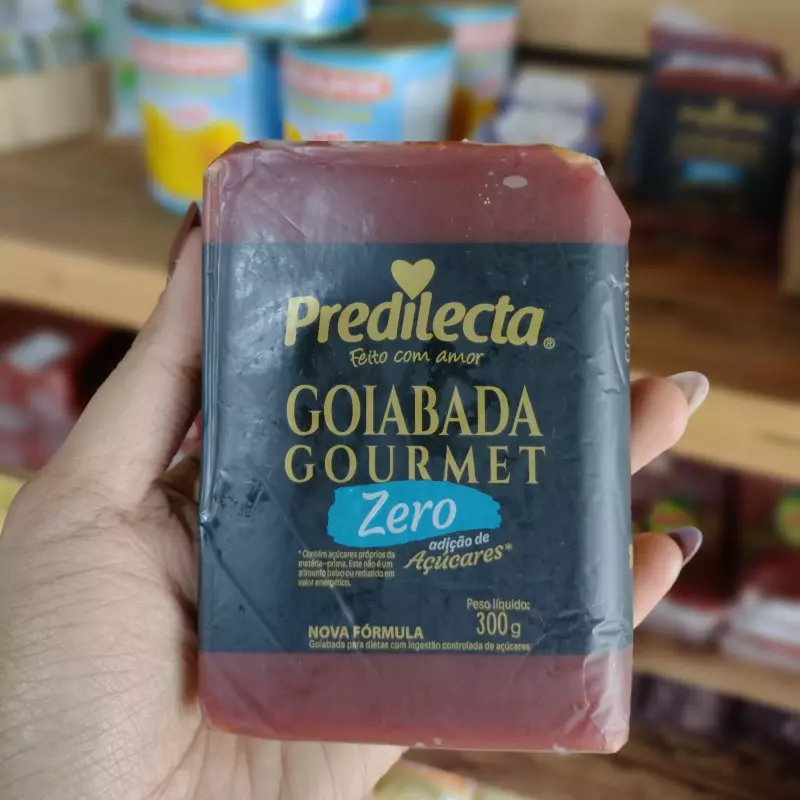 Predilecta®
Feito com amor
GOIABADA
GOURMET
Zero
adição de
Açúcares*
*Contém açúcares próprios da
matéria-prima. Este não é um
alimento baixo ou reduzido em
valor energético.
Peso líquido:
300g
NOVA FÓRMULA
Goiabada para dietas com ingestão controlada de açúcares
GOIABADA
Predilecta